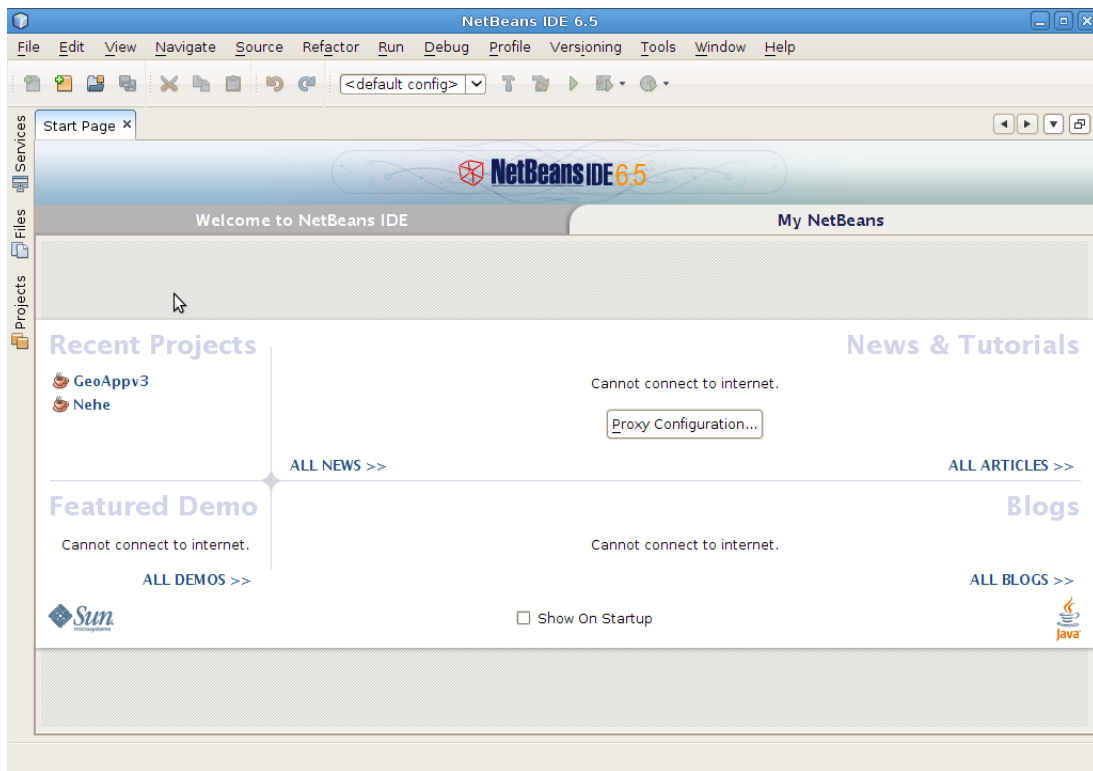 NetBeans IDE 6.5
File Edit View Navigate Source Refactor Run Debug Profile Versioning Tools Window Help
<default config>
Services
Files
Projects
Start Page
NetBeans IDE 6.5
Welcome to NetBeans IDE
My NetBeans
Recent Projects
GeoAppv3
Nehe
News & Tutorials
Cannot connect to internet.
Proxy Configuration...
ALL NEWS >>
ALL ARTICLES >>
Featured Demo
Cannot connect to internet.
ALL DEMOS >>
Blogs
Cannot connect to internet.
ALL BLOGS >>
Sun
microsystems
Show On Startup
Java